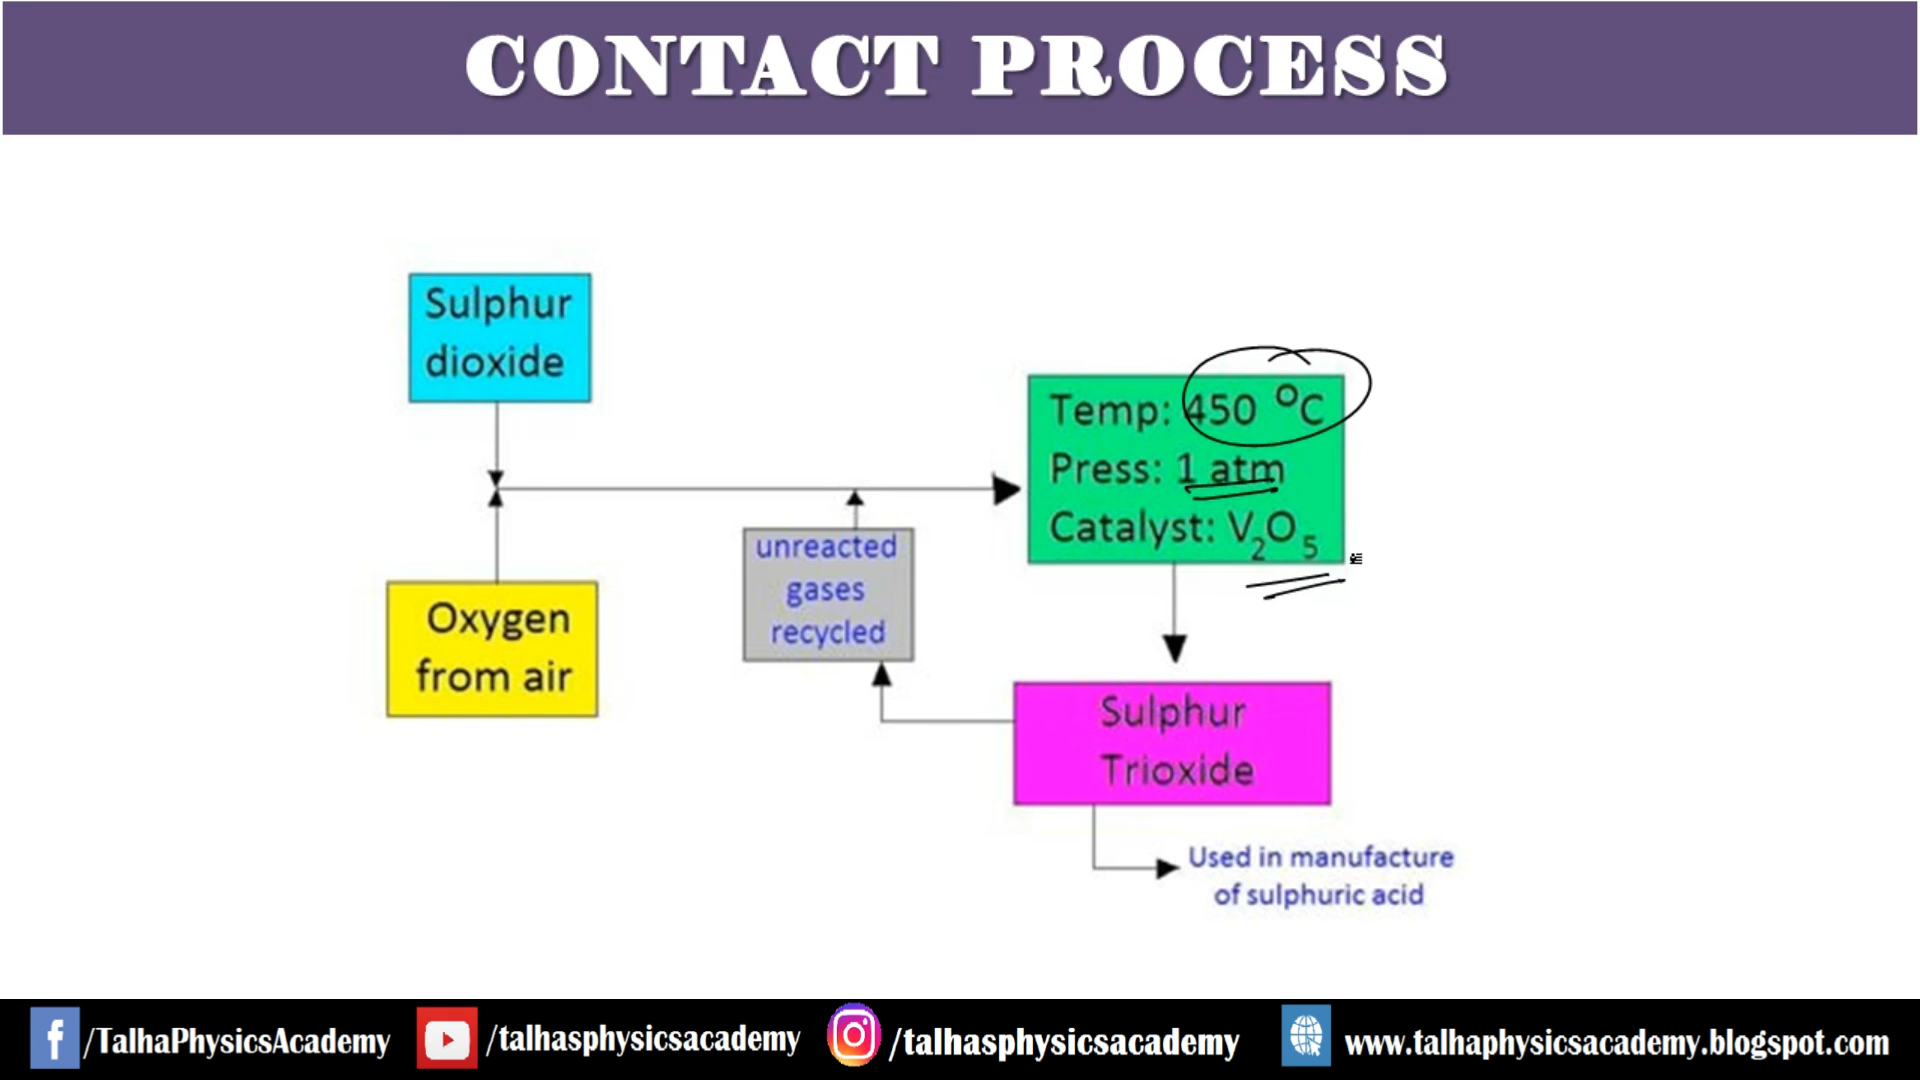 CONTACT PROCESS
Sulphur
dioxide
Temp: 450 °C
Press: 1 atm
Catalyst: V₂O₅
unreacted
gases
recycled
Oxygen
from air
Sulphur
Trioxide
Used in manufacture
of sulphuric acid
/TalhaPhysicsAcademy
/talhasphysicsacademy
/talhasphysicsacademy
www.talhaphysicsacademy.blogspot.com